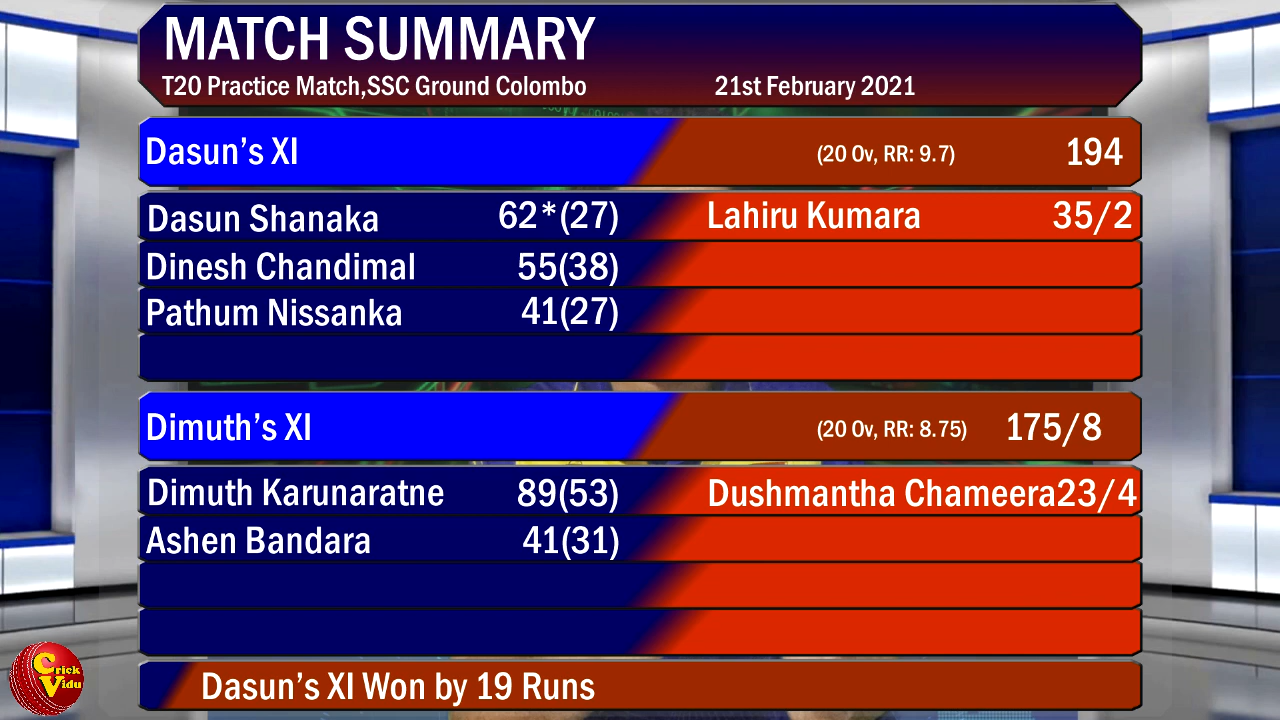 MATCH SUMMARY
T20 Practice Match,SSC Ground Colombo 21st February 2021
Dasun's XI (20 Ov, RR: 9.7) 194
Dasun Shanaka 62*(27) Lahiru Kumara 35/2
Dinesh Chandimal 55(38)
Pathum Nissanka 41(27)
Dimuth's XI (20 Ov, RR: 8.75) 175/8
Dimuth Karunaratne 89(53) Dushmantha Chameera23/4
Ashen Bandara 41(31)
Crick
Vidu
Dasun's XI Won by 19 Runs